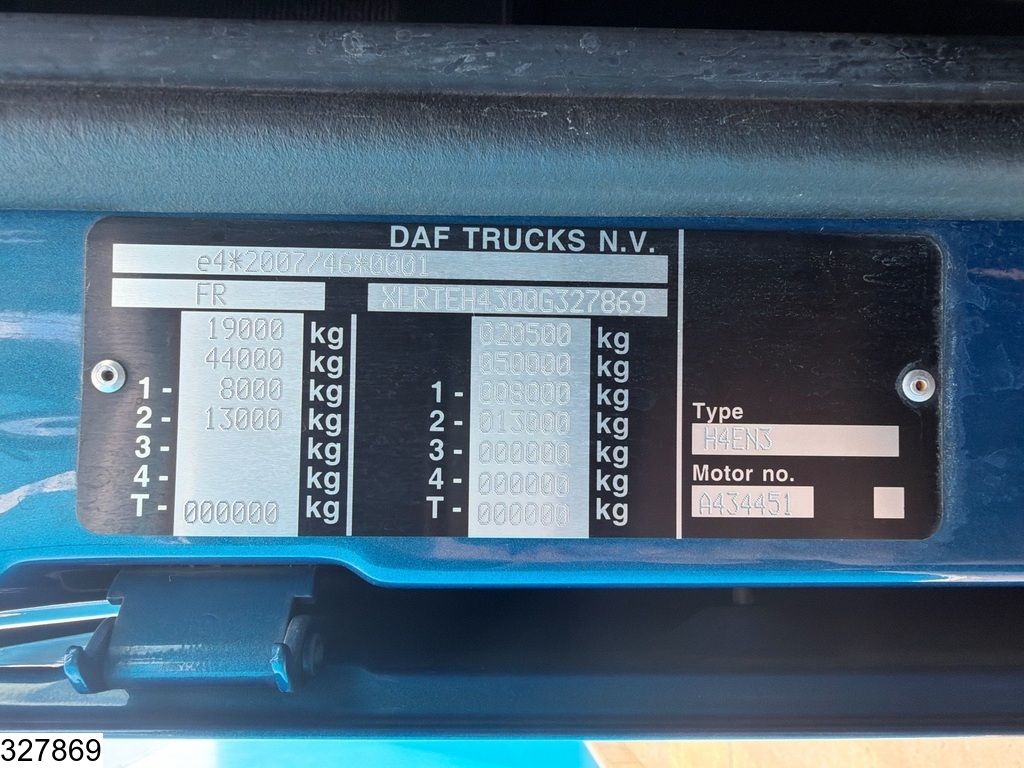 DAF TRUCKS N.V.
e4*2007/46*0001
FR XLRTEH4300G327869
19000 kg 020500 kg
44000 kg 050000 kg
1- 8000 kg 1- 008000 kg
2- 13000 kg 2- 013000 kg
3- kg 3- 000000 kg
4- kg 4- 000000 kg
T- 000000 kg T- 000000 kg
Type
H4EN3
Motor no.
A434451
327869